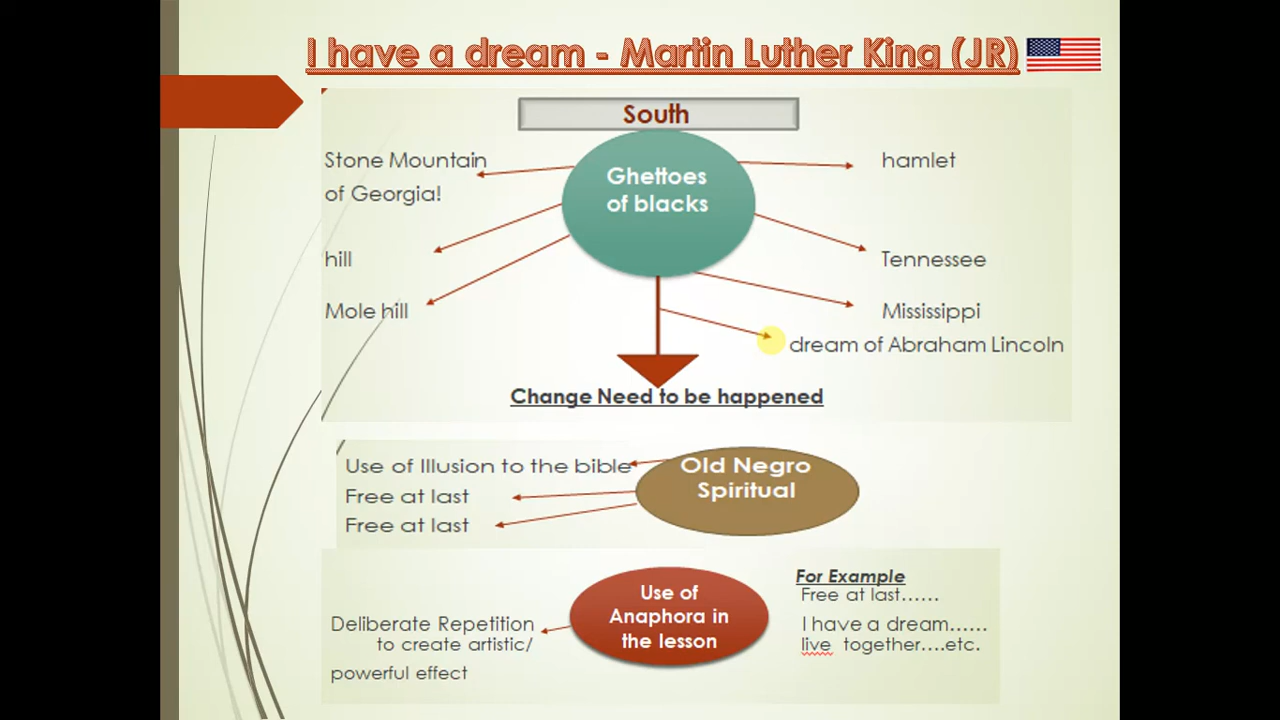 I have a dream - Martin Luther King (JR)
South
Ghettoes
of blacks
Stone Mountain
of Georgia!
hill
Mole hill
hamlet
Tennessee
Mississippi
dream of Abraham Lincoln
Change Need to be happened
Old Negro
Spiritual
Use of Illusion to the bible
Free at last
Free at last
Use of
Anaphora in
the lesson
Deliberate Repetition
to create artistic/
powerful effect
For Example
Free at last......
I have a dream......
live together....etc.